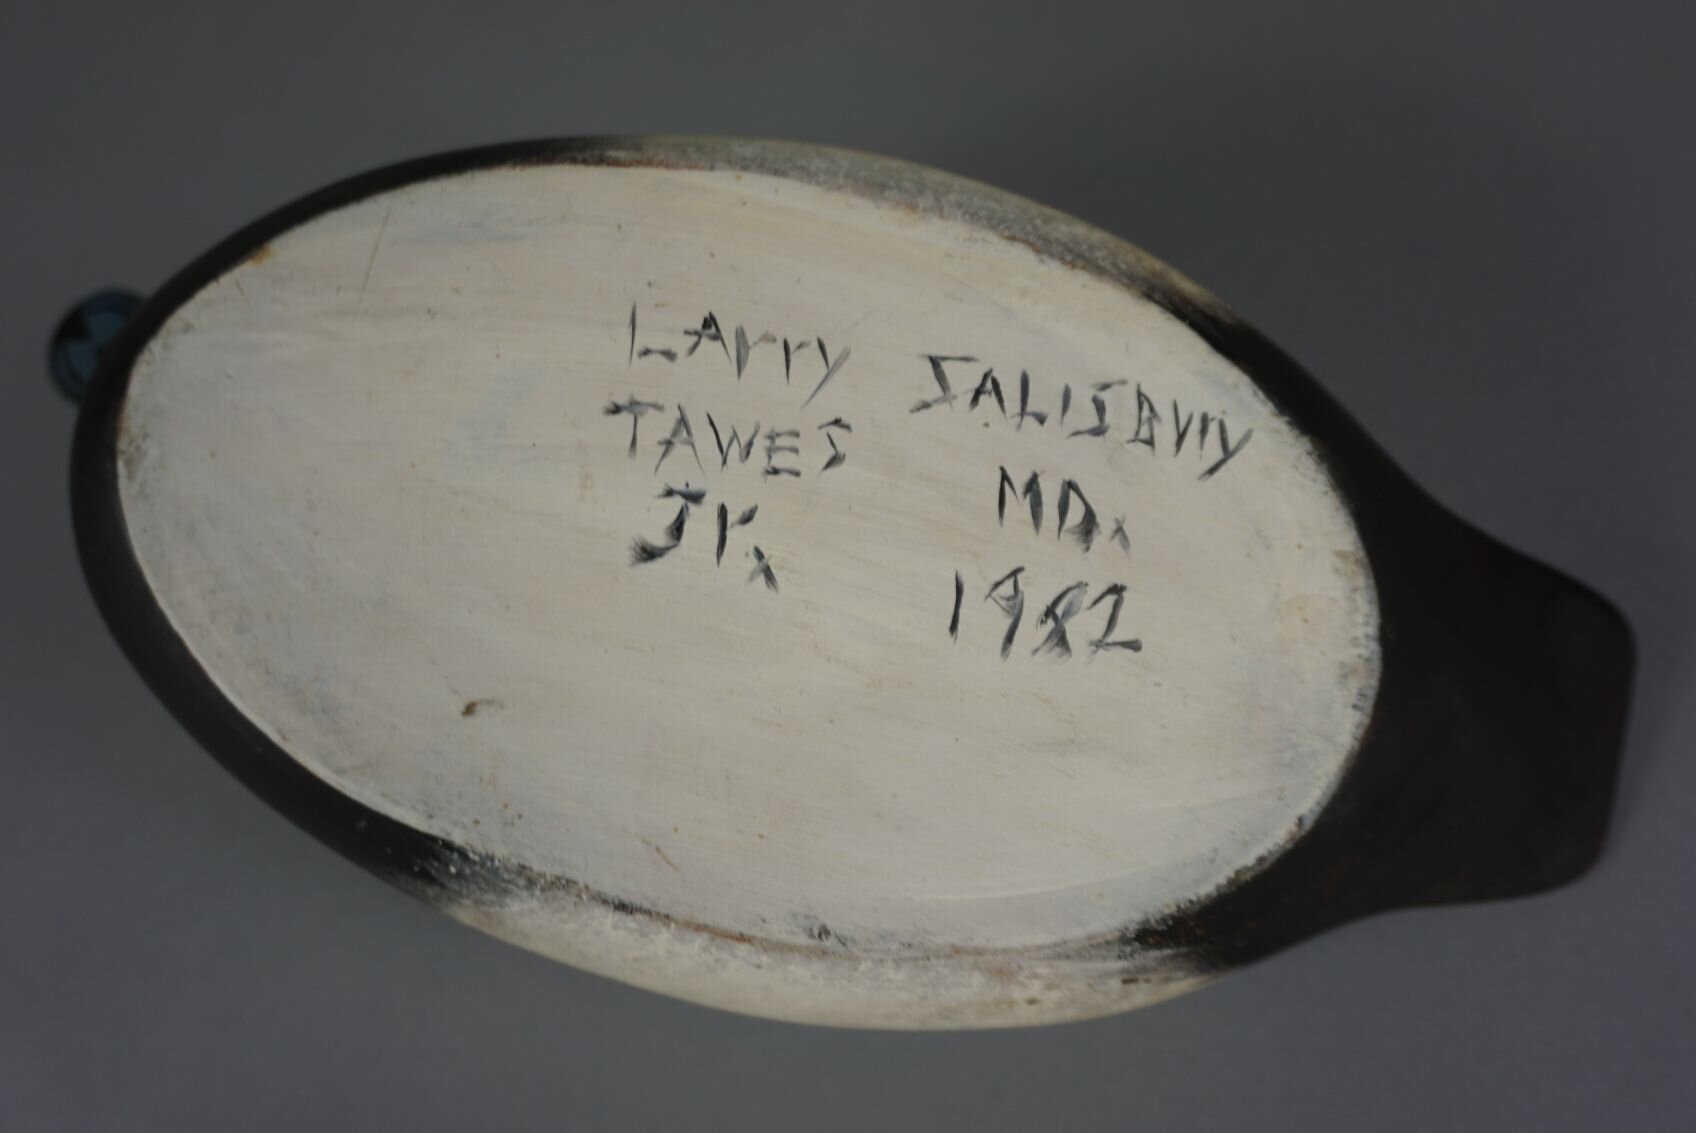 LArry
TAWES
Jr.
SALISBUry
MD.
1982